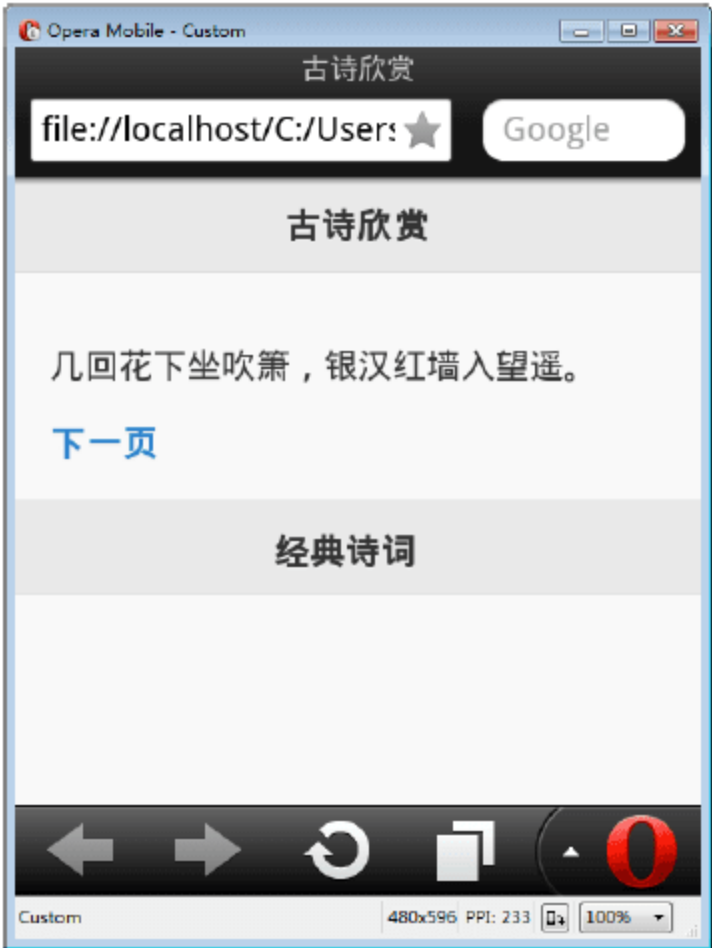 Opera Mobile - Custom
古诗欣赏
file://localhost/C:/Users
Google
古诗欣赏
几回花下坐吹箫，银汉红墙入望遥。
下一页
经典诗词
Custom
480x596 PPI: 233
100%